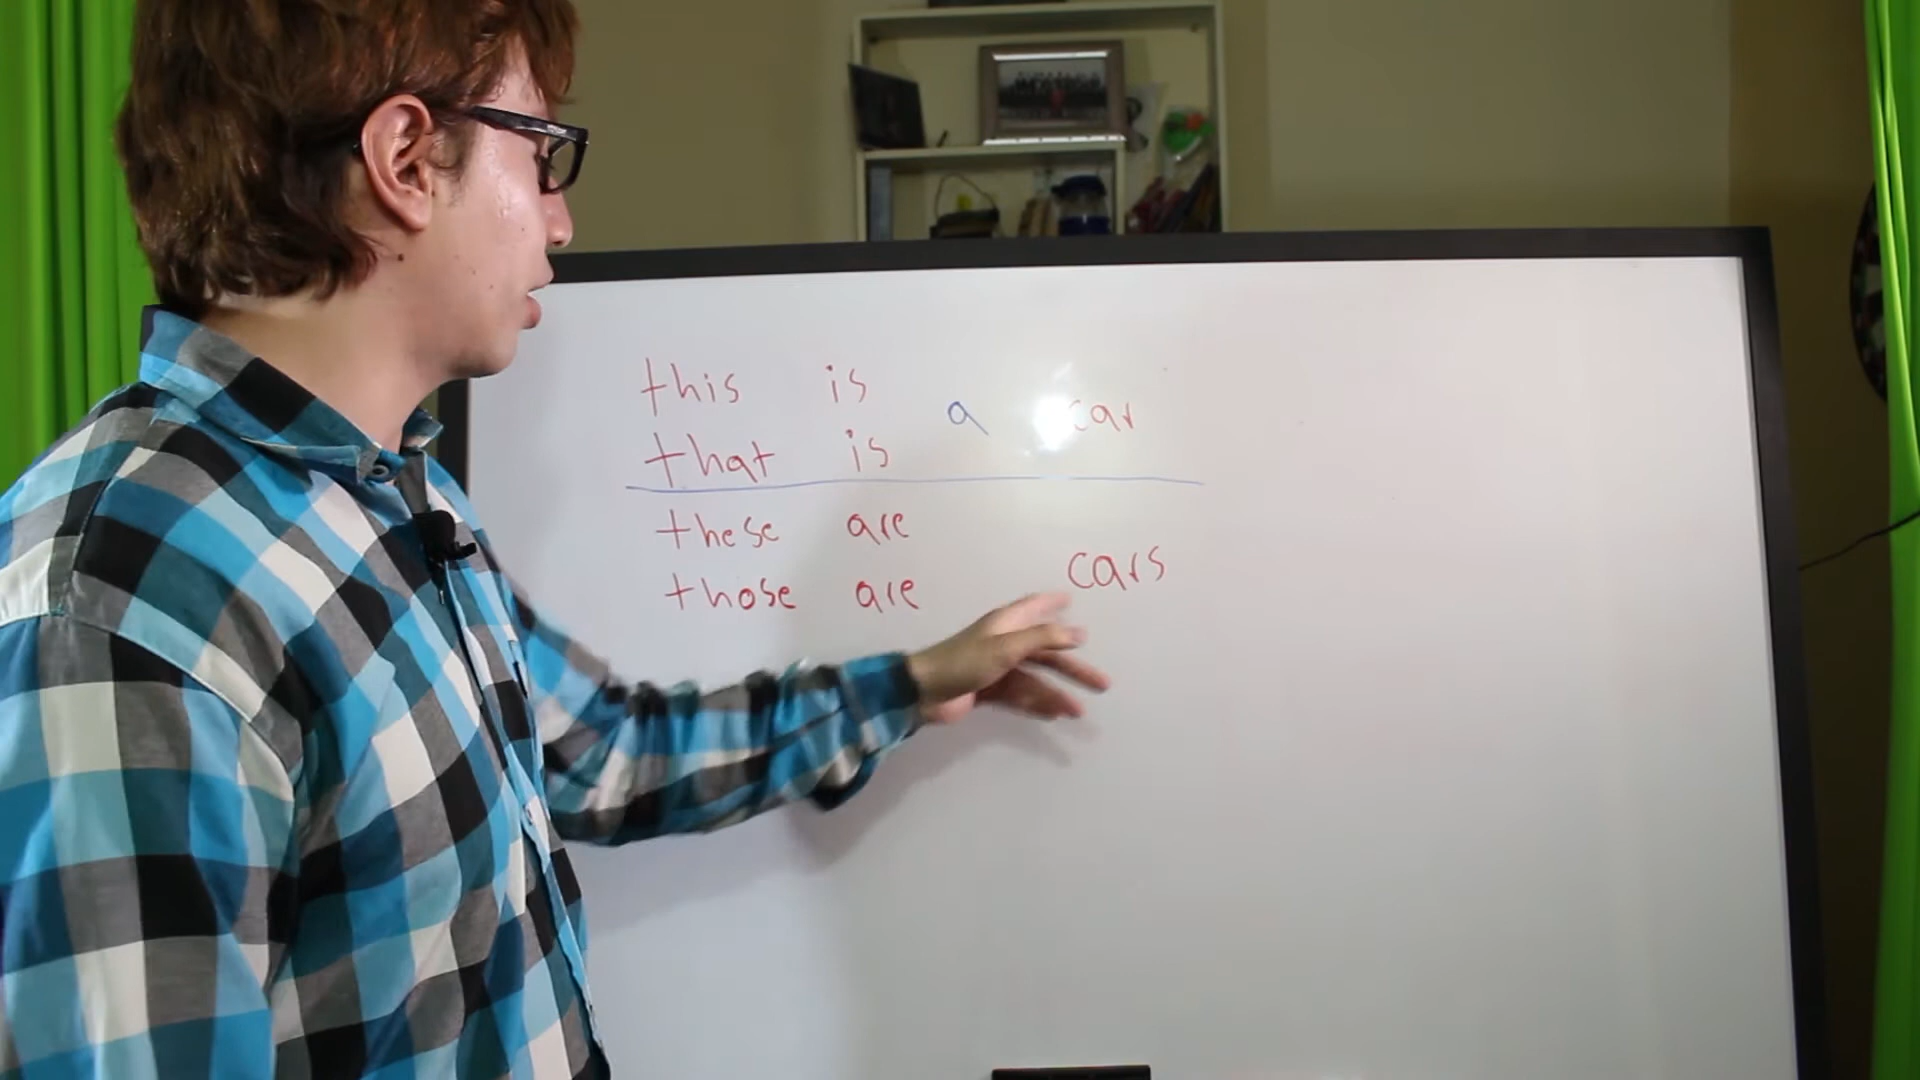 this is
a car
that is
these are
cars
those are